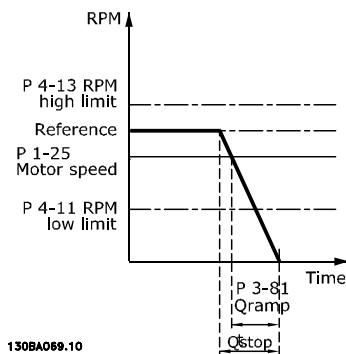 RPM
P 4-13 RPM
high limit
Reference
P 1-25
Motor speed
P 4-11 RPM
low limit
Time
P 3-81
Qramp
Qstop
130BA069.10